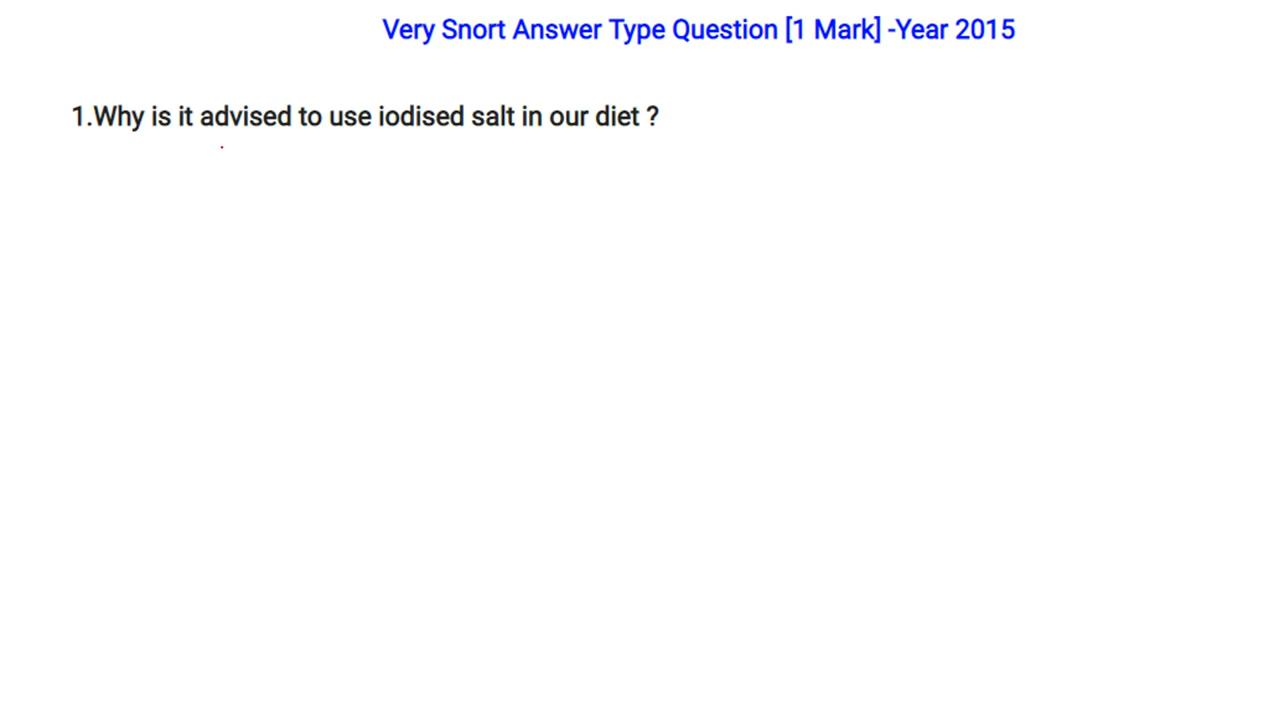 Very Snort Answer Type Question [1 Mark] -Year 2015
1.Why is it advised to use iodised salt in our diet ?